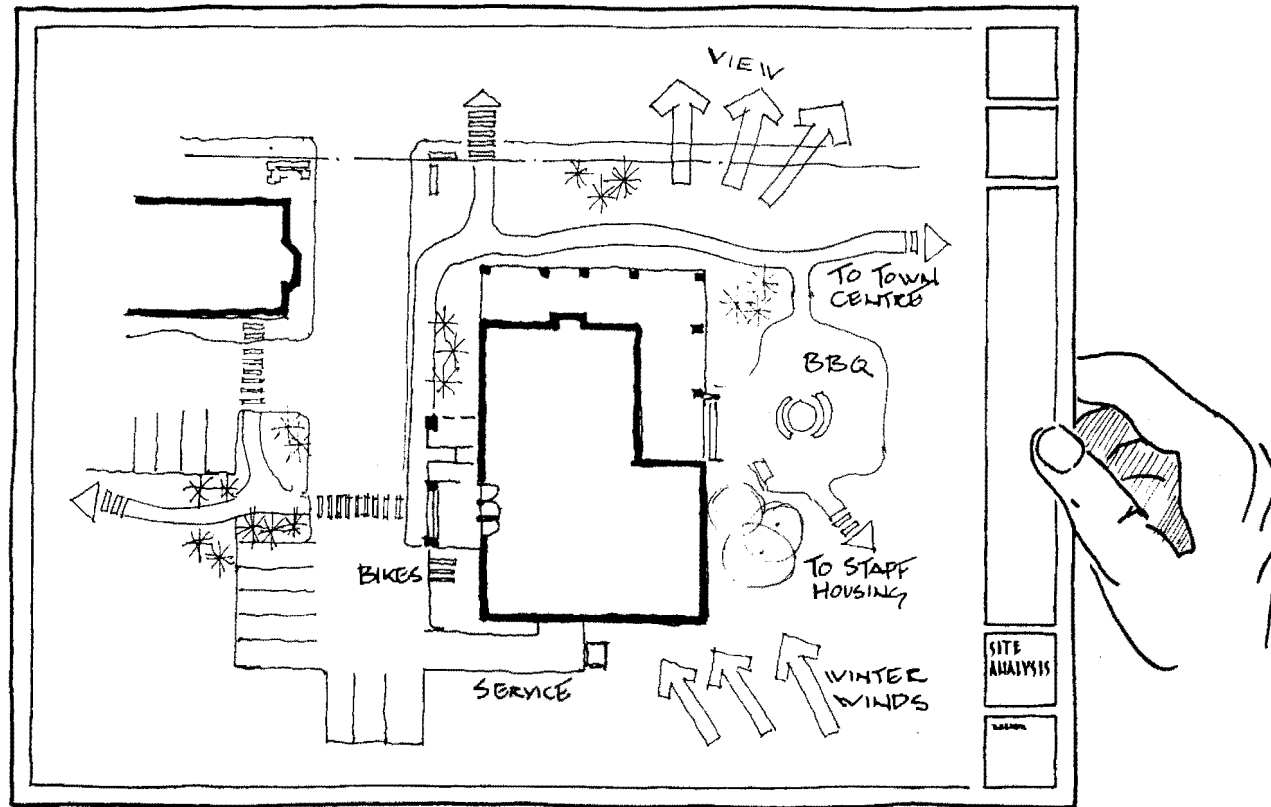 VIEW
TO TOWN
CENTRE
BBQ
BIKES
TO STAFF
HOUSING
SERVICE
WINTER
WINDS
SITE
ANALYSIS